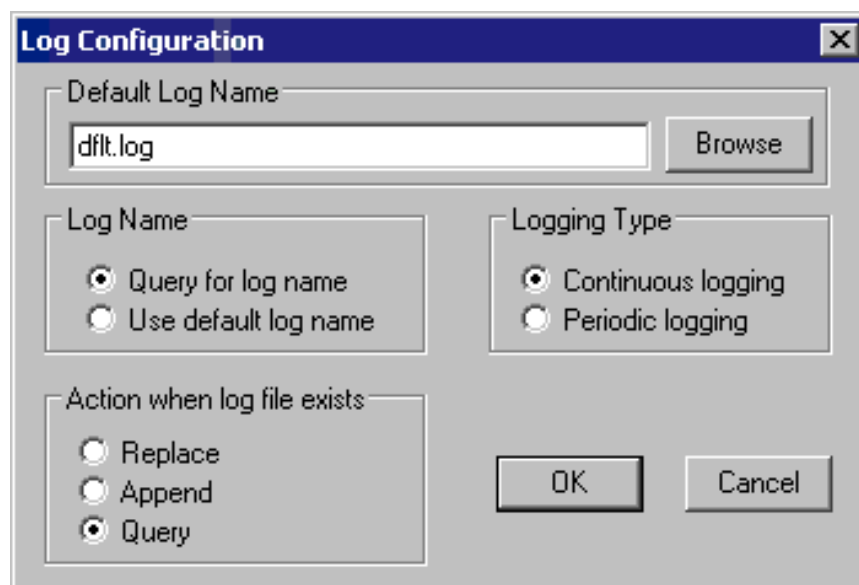 Log Configuration
Default Log Name
dflt.log
Browse
Log Name
Query for log name
Use default log name
Logging Type
Continuous logging
Periodic logging
Action when log file exists
Replace
Append
Query
OK
Cancel